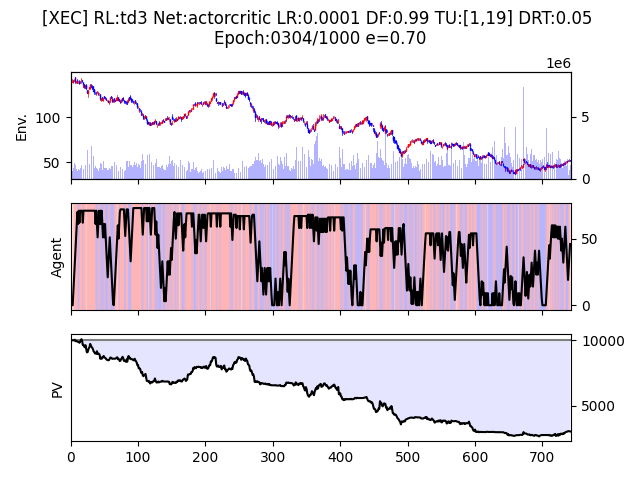 [XEC] RL:td3 Net:actorcritic LR:0.0001 DF:0.99 TU:[1,19] DRT:0.05
Epoch:0304/1000 e=0.70
1e6
Env.
100
50
5
0
Agent
50
0
PV
10000
5000
0 100 200 300 400 500 600 700